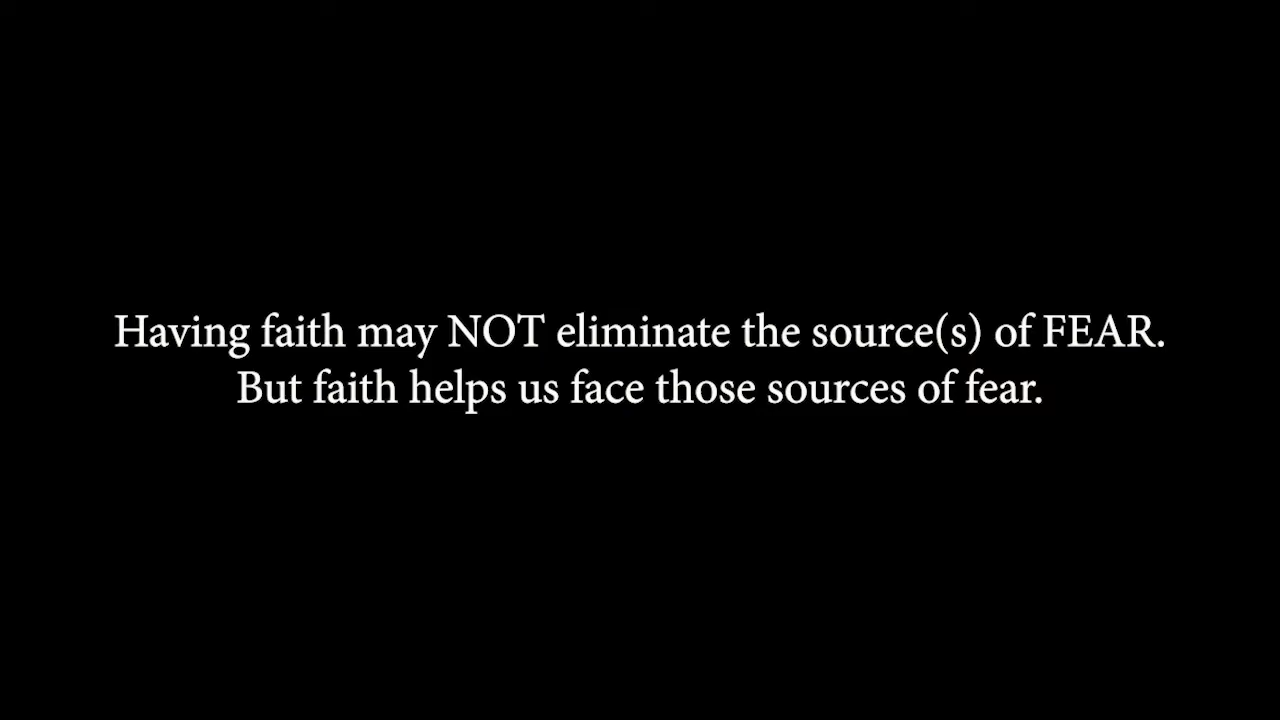 Having faith may NOT eliminate the source(s) of FEAR.
But faith helps us face those sources of fear.